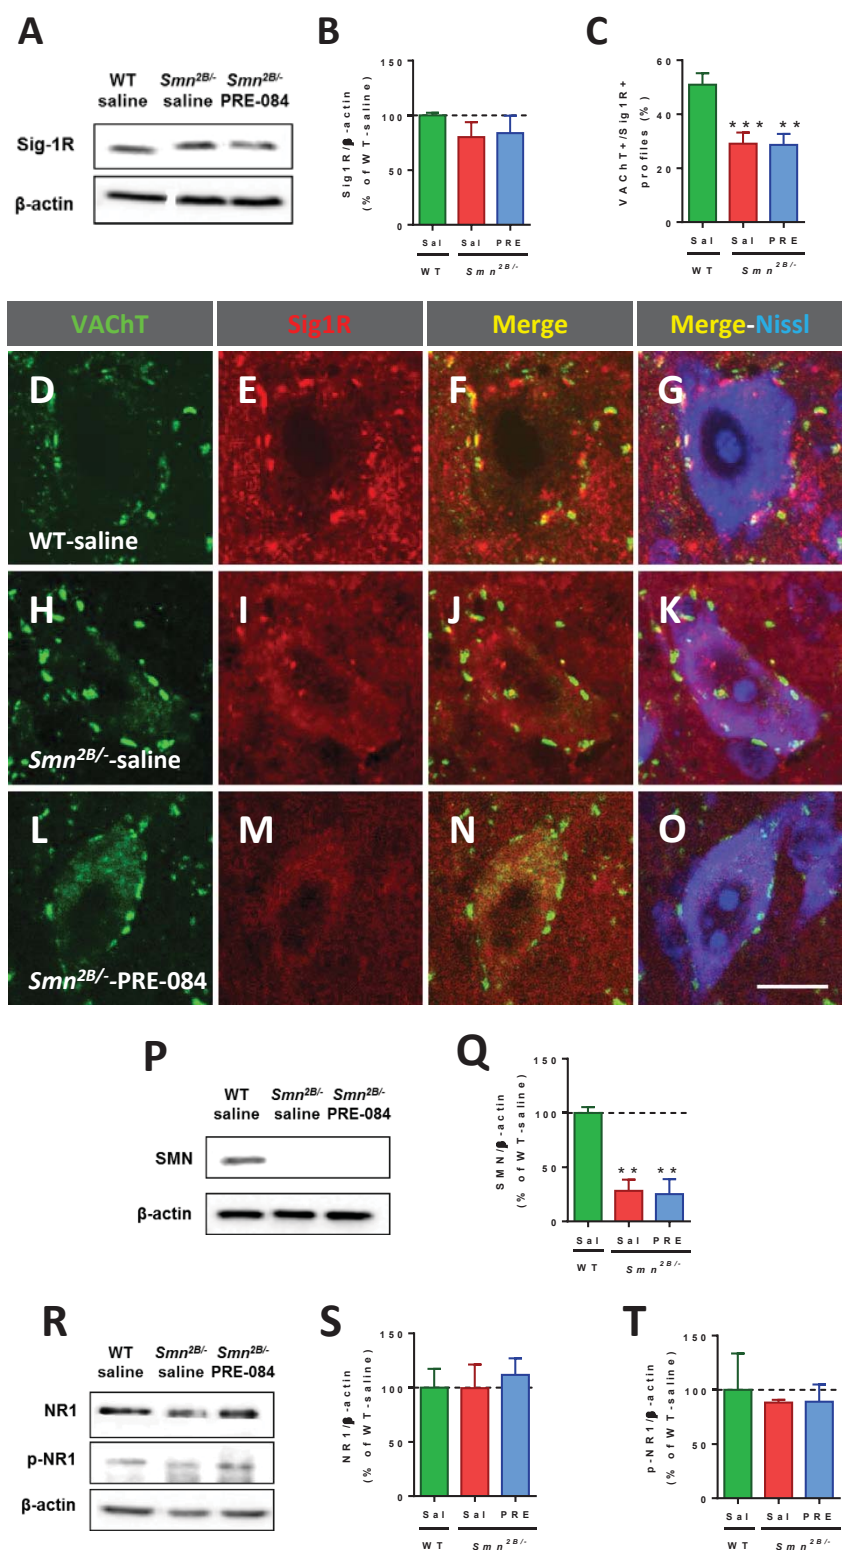 A
WT saline
Smn2B/- saline
Smn2B/- PRE-084
Sig-1R
β-actin
B
Sig1R/β-actin
(% of WT-saline)
150
100
50
0
Sal
Sal
PRE
WT
Smn2B/-
C
VAChT+/Sig1R+
profiles (%)
60
40
20
0
***
**
Sal
Sal
PRE
WT
Smn2B/-
VAChT
Sig1R
Merge
Merge-Nissl
D
E
F
G
WT-saline
H
I
J
K
Smn2B/--saline
L
M
N
O
Smn2B/--PRE-084
P
WT saline
Smn2B/- saline
Smn2B/- PRE-084
SMN
β-actin
Q
SMN/β-actin
(% of WT-saline)
150
100
50
0
**
**
Sal
Sal
PRE
WT
Smn2B/-
R
WT saline
Smn2B/- saline
Smn2B/- PRE-084
NR1
p-NR1
β-actin
S
NR1/β-actin
(% of WT-saline)
150
100
50
0
Sal
Sal
PRE
WT
Smn2B/-
T
p-NR1/β-actin
(% of WT-saline)
150
100
50
0
Sal
Sal
PRE
WT
Smn2B/-